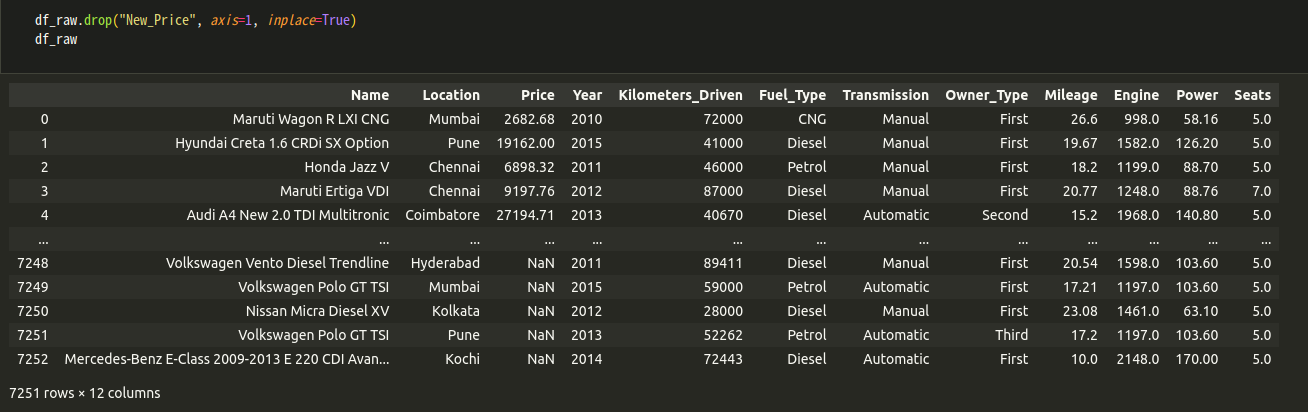 df_raw.drop("New_Price", axis=1, inplace=True)
df_raw
Name Location Price Year Kilometers_Driven Fuel_Type Transmission Owner_Type Mileage Engine Power Seats
0 Maruti Wagon R LXI CNG Mumbai 2682.68 2010 72000 CNG Manual First 26.6 998.0 58.16 5.0
1 Hyundai Creta 1.6 CRDi SX Option Pune 19162.00 2015 41000 Diesel Manual First 19.67 1582.0 126.20 5.0
2 Honda Jazz V Chennai 6898.32 2011 46000 Petrol Manual First 18.2 1199.0 88.70 5.0
3 Maruti Ertiga VDI Chennai 9197.76 2012 87000 Diesel Manual First 20.77 1248.0 88.76 7.0
4 Audi A4 New 2.0 TDI Multitronic Coimbatore 27194.71 2013 40670 Diesel Automatic Second 15.2 1968.0 140.80 5.0
... ... ... ... ... ... ... ... ... ... ... ... ...
7248 Volkswagen Vento Diesel Trendline Hyderabad NaN 2011 89411 Diesel Manual First 20.54 1598.0 103.60 5.0
7249 Volkswagen Polo GT TSI Mumbai NaN 2015 59000 Petrol Automatic First 17.21 1197.0 103.60 5.0
7250 Nissan Micra Diesel XV Kolkata NaN 2012 28000 Diesel Manual First 23.08 1461.0 63.10 5.0
7251 Volkswagen Polo GT TSI Pune NaN 2013 52262 Petrol Automatic Third 17.2 1197.0 103.60 5.0
7252 Mercedes-Benz E-Class 2009-2013 E 220 CDI Avan... Kochi NaN 2014 72443 Diesel Automatic First 10.0 2148.0 170.00 5.0
7251 rows × 12 columns